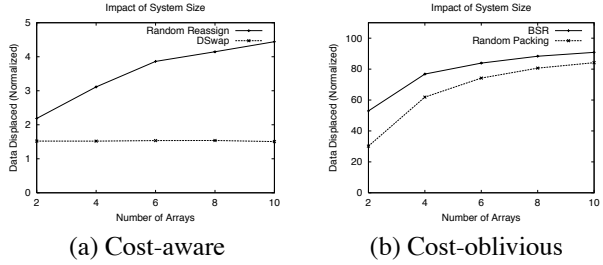 Impact of System Size
Data Displaced (Normalized)
5
4
3
2
1
0
Random Reassign
DSwap
2 4 6 8 10
Number of Arrays
(a) Cost-aware
Impact of System Size
Data Displaced (Normalized)
100
80
60
40
20
0
BSR
Random Packing
2 4 6 8 10
Number of Arrays
(b) Cost-oblivious